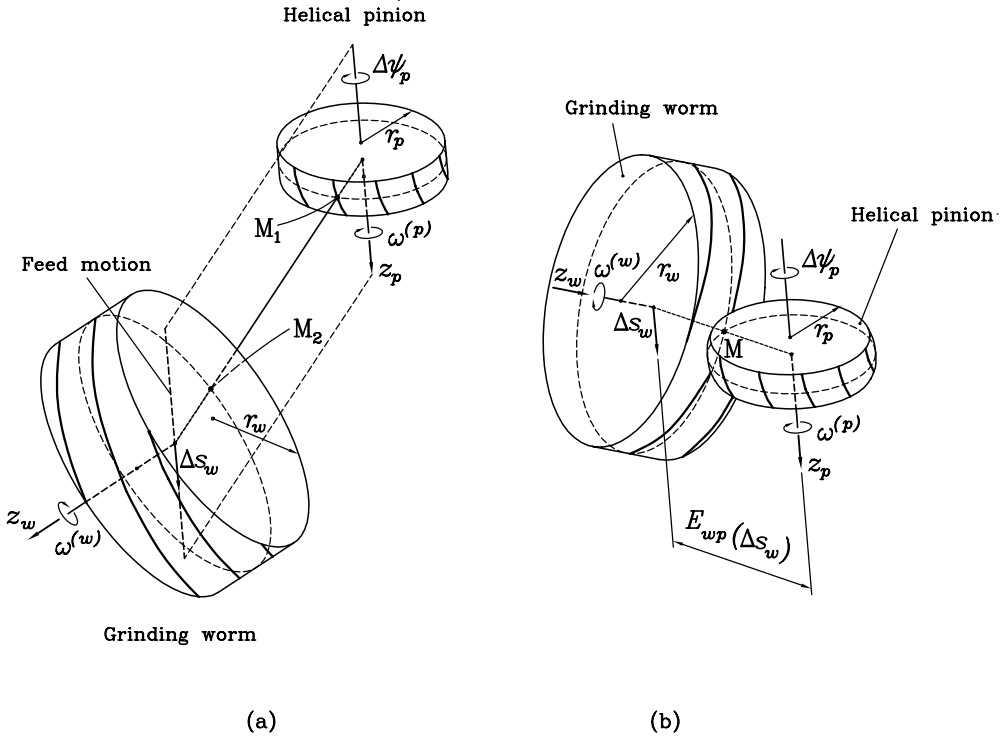 Helical pinion
Δψp
rp
M1
ω(p)
zp
Feed motion
M2
rw
Δsw
zw
ω(w)
Grinding worm
(a)
Grinding worm
Helical pinion
zw
ω(w)
rw
Δψp
Δsw
rp
M
ω(p)
zp
Ewp(Δsw)
(b)